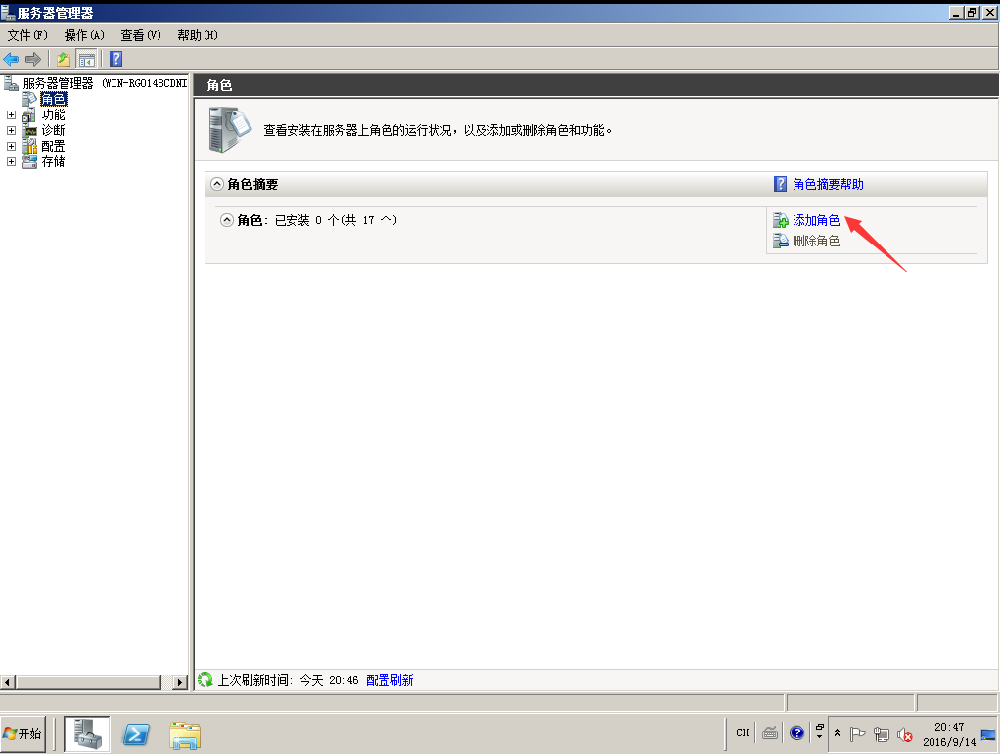 服务器管理器
文件(F) 操作(A) 查看(V) 帮助(H)
服务器管理器 (WIN-RG0148CDNI
角色
功能
诊断
配置
存储
角色
查看安装在服务器上角色的运行状况，以及添加或删除角色和功能。
角色摘要
角色摘要帮助
角色: 已安装 0 个(共 17 个)
添加角色
删除角色
上次刷新时间: 今天 20:46 配置刷新
开始
CH
20:47
2016/9/14